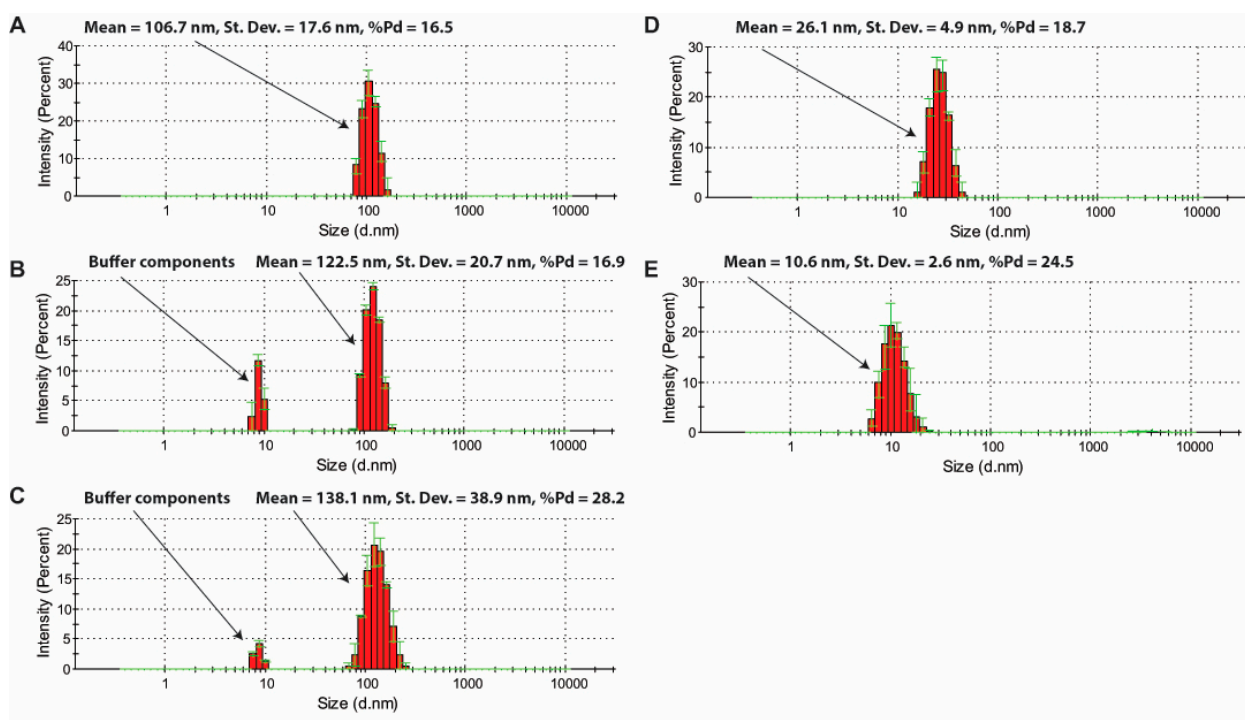 A
Mean = 106.7 nm, St. Dev. = 17.6 nm, %Pd = 16.5
40
30
20
10
0
Intensity (Percent)
1 10 100 1000 10000
Size (d.nm)
B
Buffer components Mean = 122.5 nm, St. Dev. = 20.7 nm, %Pd = 16.9
25
20
15
10
5
0
Intensity (Percent)
1 10 100 1000 10000
Size (d.nm)
C
Buffer components Mean = 138.1 nm, St. Dev. = 38.9 nm, %Pd = 28.2
25
20
15
10
5
0
Intensity (Percent)
1 10 100 1000 10000
Size (d.nm)
D
Mean = 26.1 nm, St. Dev. = 4.9 nm, %Pd = 18.7
30
20
10
0
Intensity (Percent)
1 10 100 1000 10000
Size (d.nm)
E
Mean = 10.6 nm, St. Dev. = 2.6 nm, %Pd = 24.5
30
20
10
0
Intensity (Percent)
1 10 100 1000 10000
Size (d.nm)